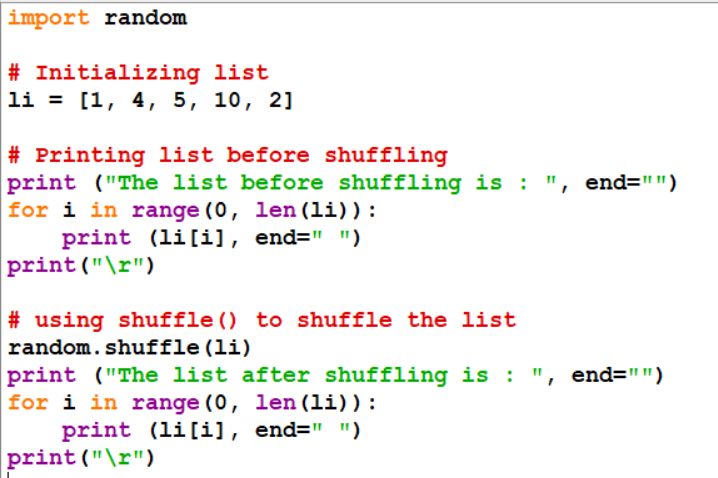 import random
# Initializing list
li = [1, 4, 5, 10, 2]
# Printing list before shuffling
print ("The list before shuffling is : ", end="")
for i in range(0, len(li)):
    print (li[i], end=" ")
print("\r")
# using shuffle() to shuffle the list
random.shuffle(li)
print ("The list after shuffling is : ", end="")
for i in range(0, len(li)):
    print (li[i], end=" ")
print("\r")